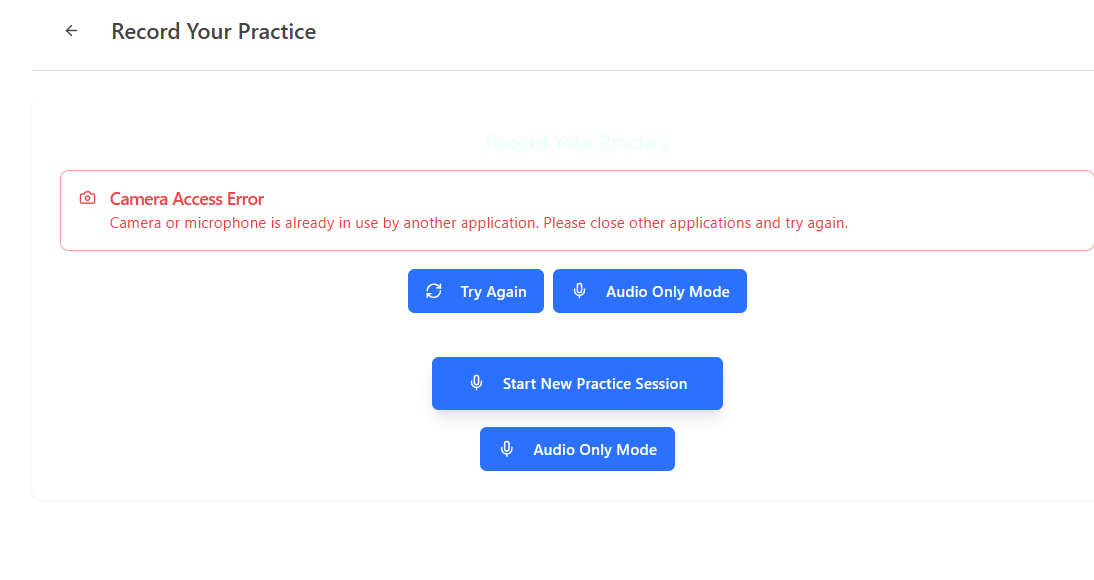 Record Your Practice
Record Your Practice
Camera Access Error
Camera or microphone is already in use by another application. Please close other applications and try again.
Try Again Audio Only Mode
Start New Practice Session
Audio Only Mode